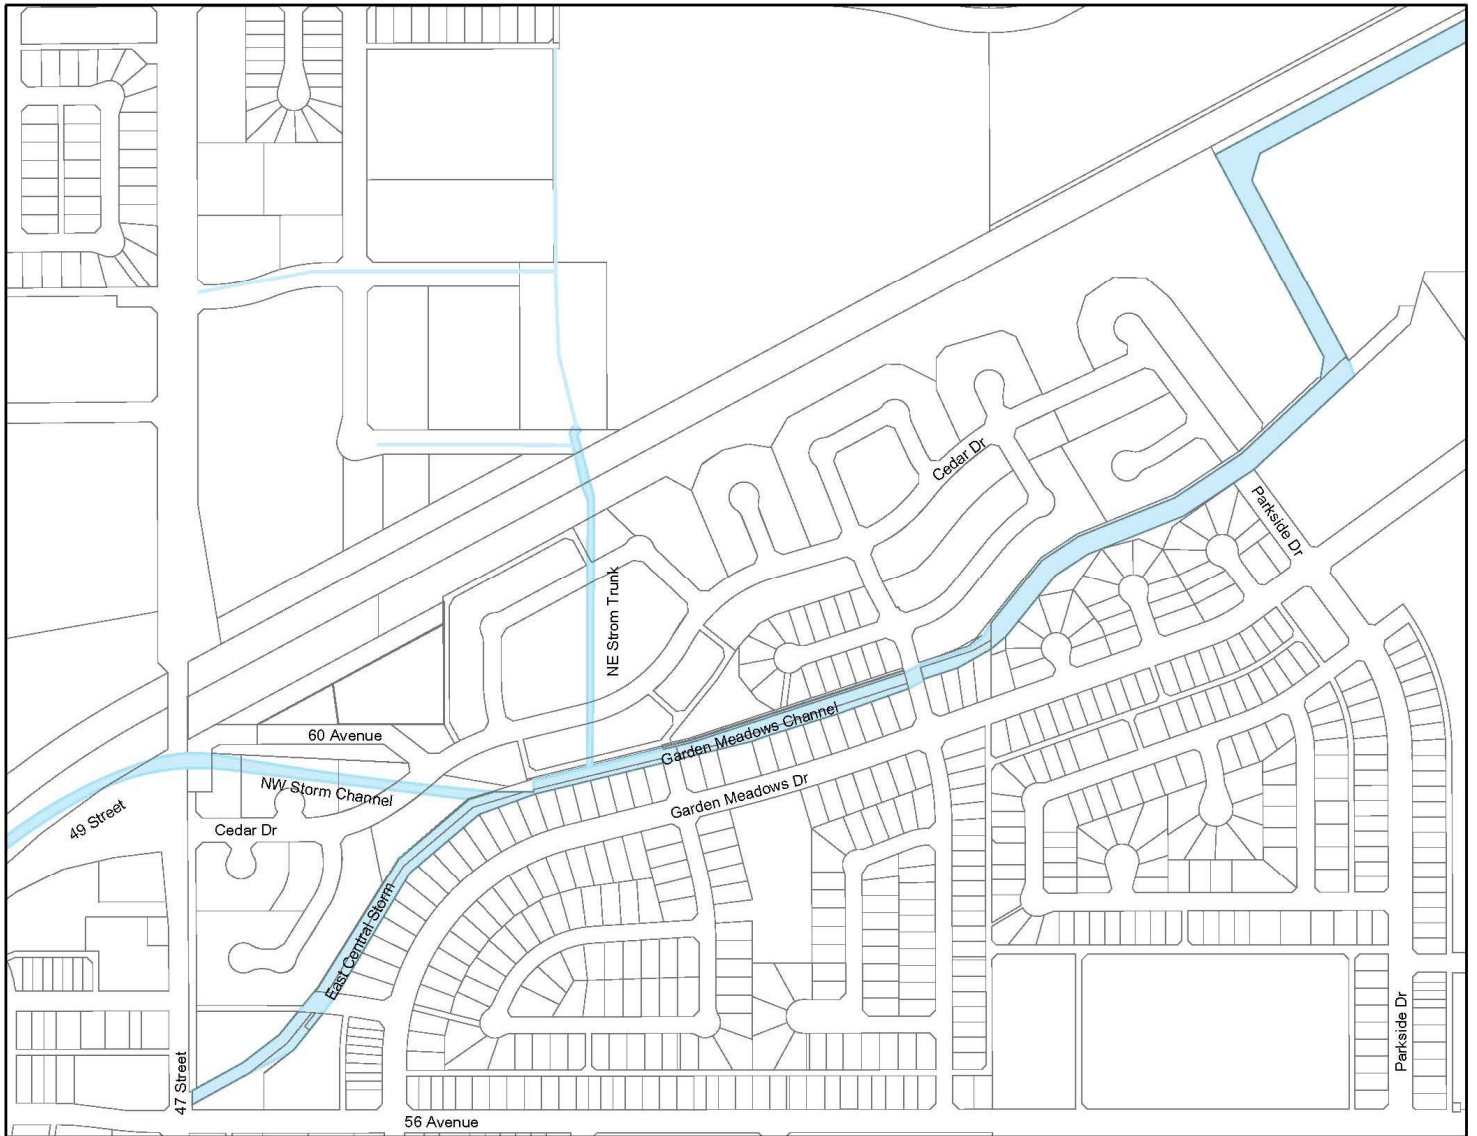 Cedar Dr
Parkside Dr
NE Strom Trunk
Garden Meadows Channel
60 Avenue
NW Storm Channel
Garden Meadows Dr
49 Street
Cedar Dr
East Central Storm
Parkside Dr
47 Street
56 Avenue